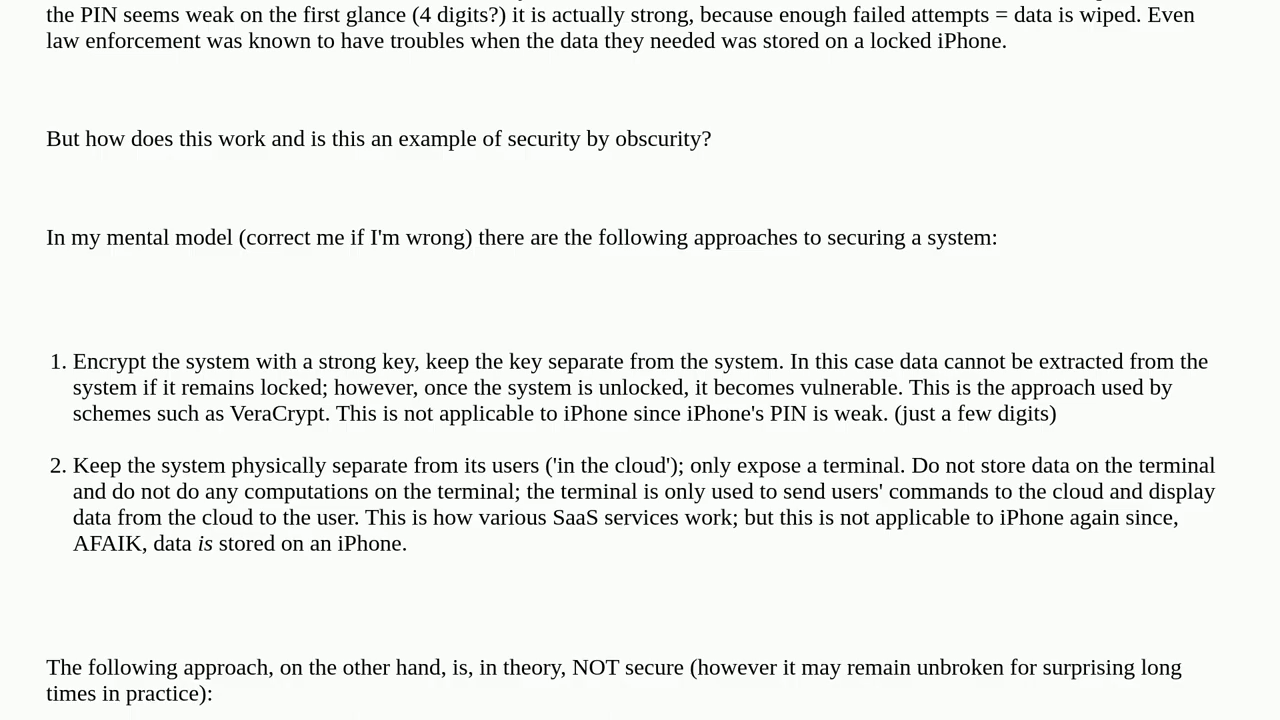 the PIN seems weak on the first glance (4 digits?) it is actually strong, because enough failed attempts = data is wiped. Even
law enforcement was known to have troubles when the data they needed was stored on a locked iPhone.
But how does this work and is this an example of security by obscurity?
In my mental model (correct me if I'm wrong) there are the following approaches to securing a system:
1. Encrypt the system with a strong key, keep the key separate from the system. In this case data cannot be extracted from the
system if it remains locked; however, once the system is unlocked, it becomes vulnerable. This is the approach used by
schemes such as VeraCrypt. This is not applicable to iPhone since iPhone's PIN is weak. (just a few digits)
2. Keep the system physically separate from its users ('in the cloud'); only expose a terminal. Do not store data on the terminal
and do not do any computations on the terminal; the terminal is only used to send users' commands to the cloud and display
data from the cloud to the user. This is how various SaaS services work; but this is not applicable to iPhone again since,
AFAIK, data is stored on an iPhone.
The following approach, on the other hand, is, in theory, NOT secure (however it may remain unbroken for surprising long
times in practice):